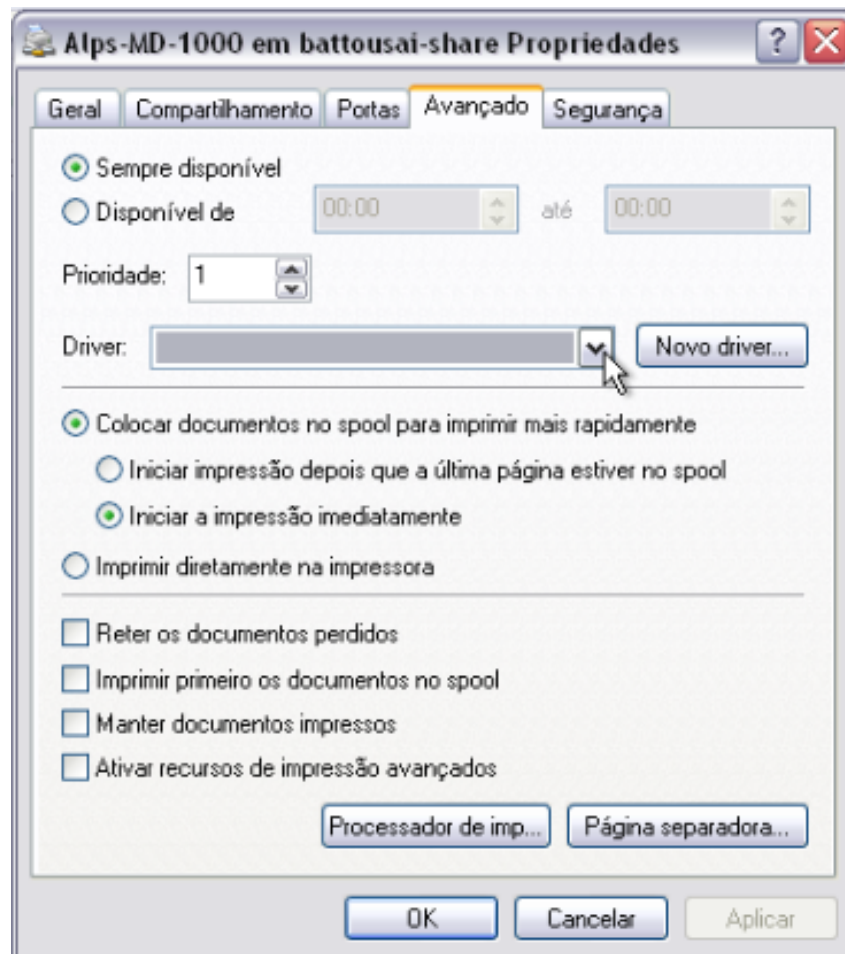 Alps-MD-1000 em battousai-share Propriedades
Geral Compartilhamento Portas Avançado Segurança
Sempre disponível
Disponível de 00:00 até 00:00
Prioridade: 1
Driver: Novo driver...
Colocar documentos no spool para imprimir mais rapidamente
Iniciar impressão depois que a última página estiver no spool
Iniciar a impressão imediatamente
Imprimir diretamente na impressora
Reter os documentos perdidos
Imprimir primeiro os documentos no spool
Manter documentos impressos
Ativar recursos de impressão avançados
Processador de imp... Página separadora...
OK Cancelar Aplicar